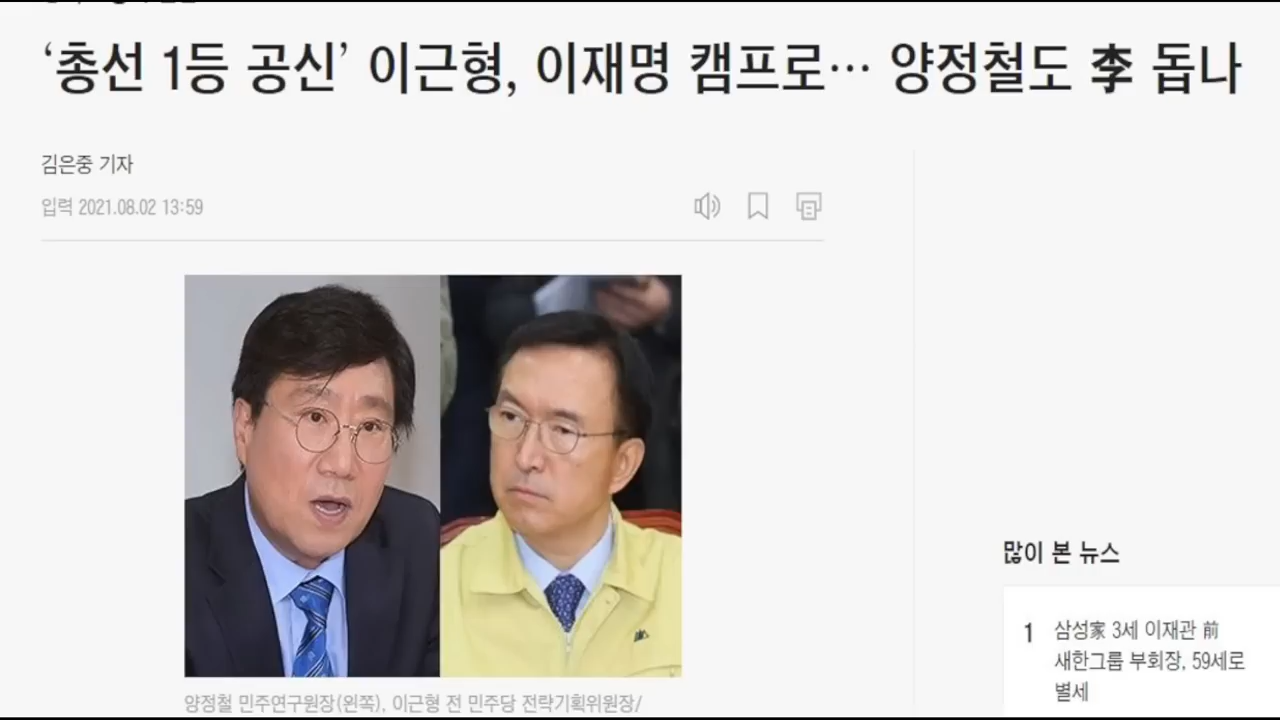 ‘총선 1등 공신’ 이근형, 이재명 캠프로… 양정철도 李 돕나
김은중 기자
입력 2021.08.02 13:59
양정철 민주연구원장(왼쪽), 이근형 전 민주당 전략기획위원장/
많이 본 뉴스
1 삼성家 3세 이재관 前
새한그룹 부회장, 59세로
별세